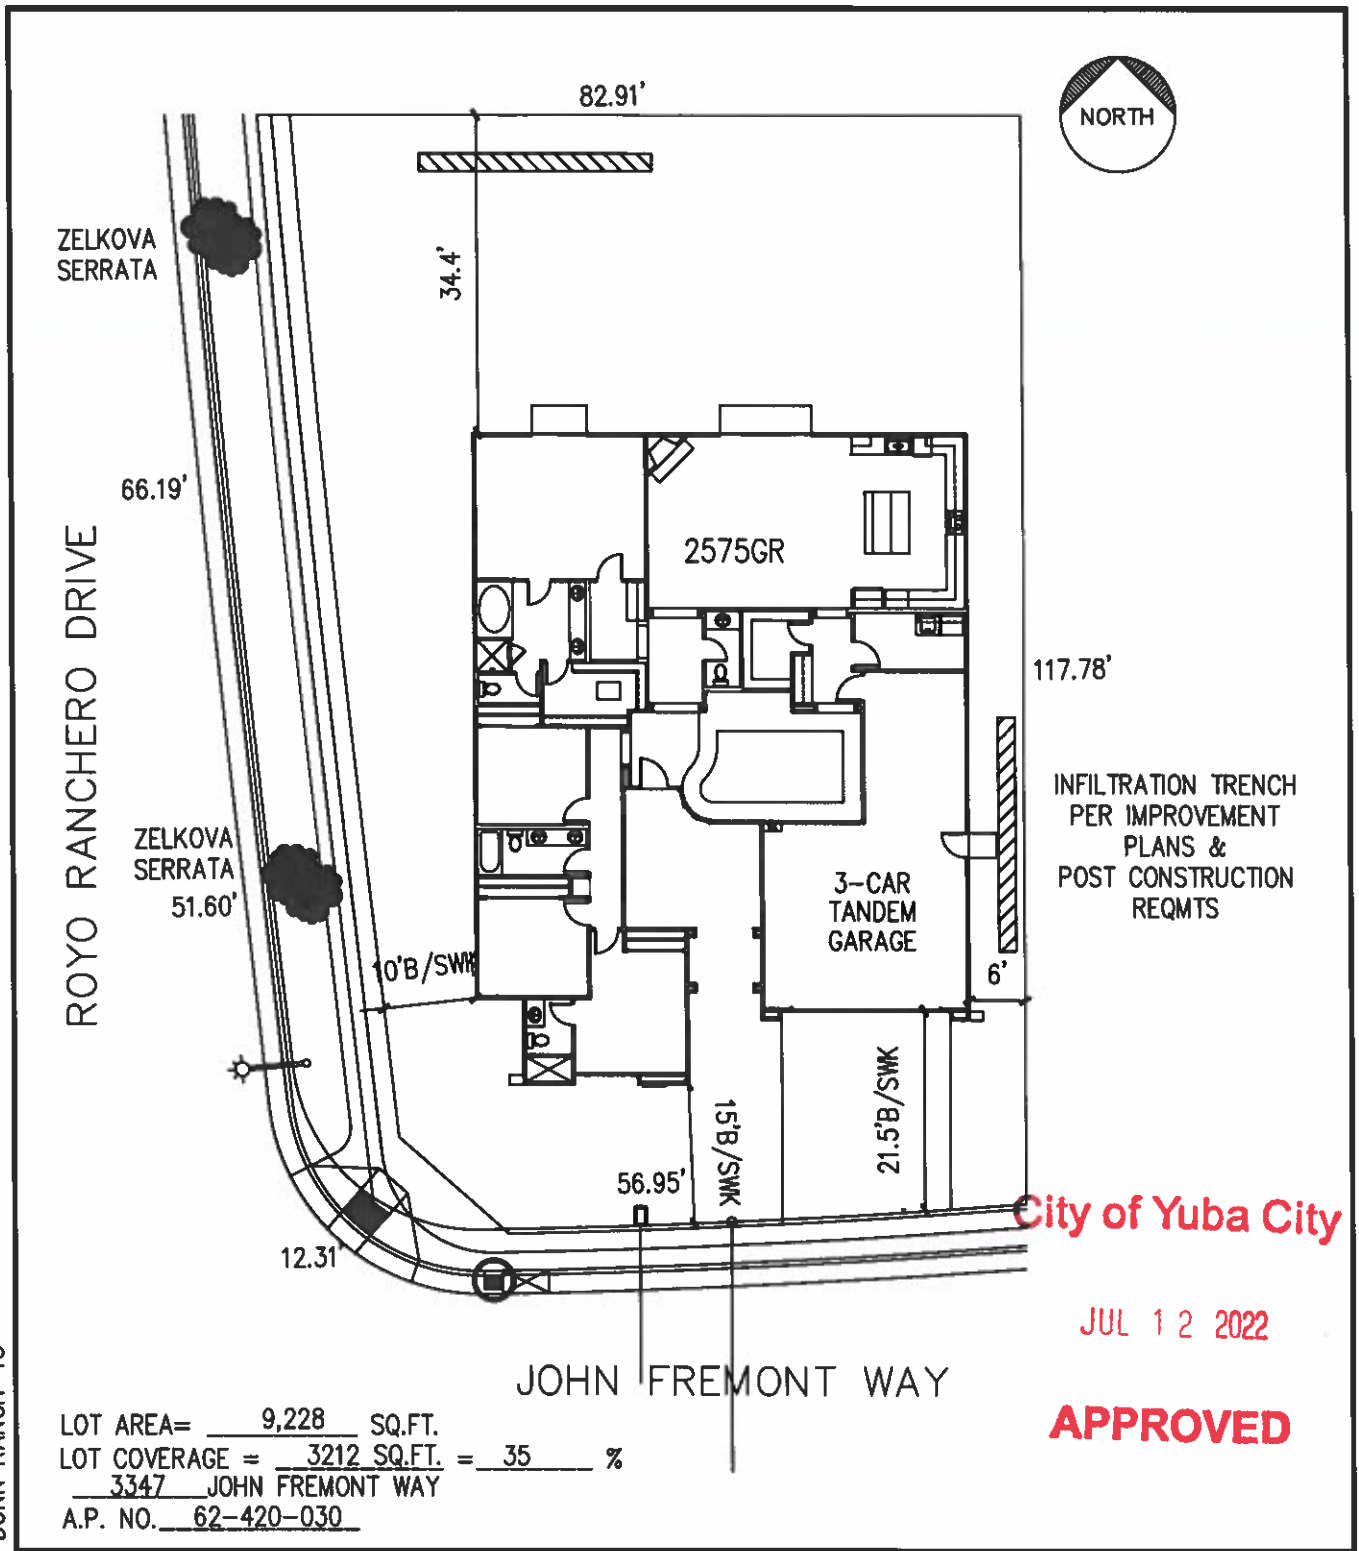 82.91'
NORTH
ZELKOVA
SERRATA
34.4'
66.19'
ROYO RANCHERO DRIVE
2575GR
117.78'
INFILTRATION TRENCH
PER IMPROVEMENT
PLANS &
POST CONSTRUCTION
REQMTS
ZELKOVA
SERRATA
51.60'
3-CAR
TANDEM
GARAGE
10'B/SWK
6'
15'B/SWK
21.5'B/SWK
56.95'
12.31'
City of Yuba City
JUL 12 2022
APPROVED
JOHN FREMONT WAY
LOT AREA= 9,228 SQ.FT.
LOT COVERAGE = 3212 SQ.FT. = 35 %
3347 JOHN FREMONT WAY
A.P. NO. 62-420-030